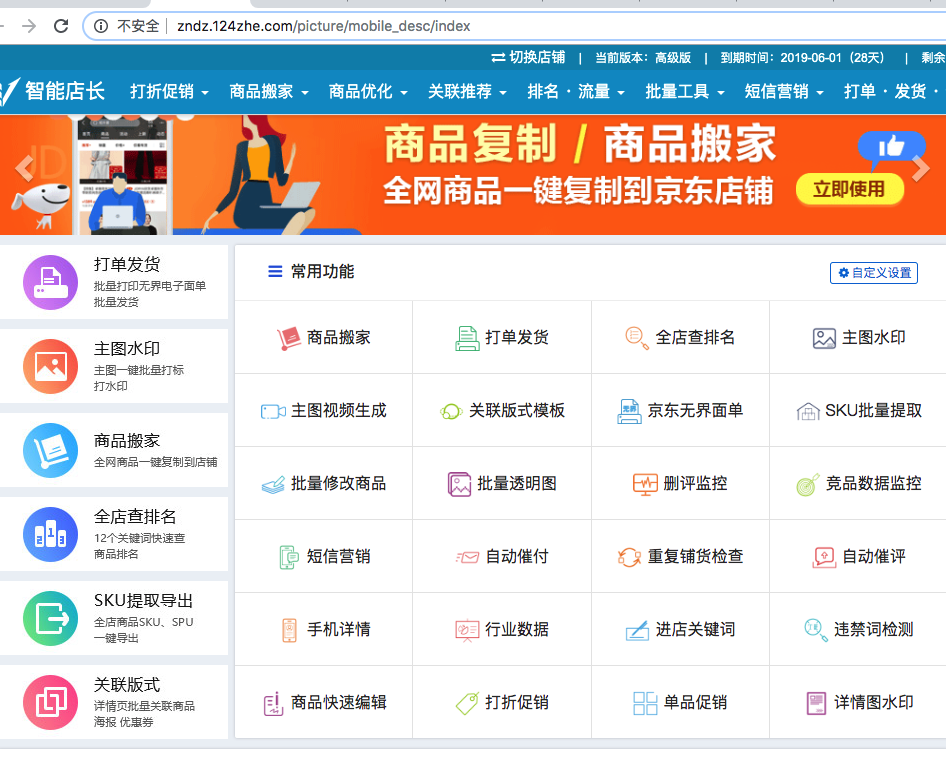 不安全 zndz.124zhe.com/picture/mobile_desc/index
切换店铺 | 当前版本：高级版 | 到期时间：2019-06-01（28天） | 剩余
智能店长 打折促销 商品搬家 商品优化 关联推荐 排名·流量 批量工具 短信营销 打单·发货·
JD
商品复制 / 商品搬家
全网商品一键复制到京东店铺
立即使用
打单发货
批量打印无界电子面单
批量发货
主图水印
主图一键批量打标
打水印
商品搬家
全网商品一键复制到店铺
全店查排名
12个关键词快速查
商品排名
SKU提取导出
全店商品SKU、SPU
一键导出
关联版式
详情页批量关联商品
海报 优惠券
常用功能
自定义设置
商品搬家 打单发货 全店查排名 主图水印
主图视频生成 关联版式模板 京东无界面单 SKU批量提取
批量修改商品 批量透明图 删评监控 竞品数据监控
短信营销 自动催付 重复铺货检查 自动催评
手机详情 行业数据 进店关键词 违禁词检测
商品快速编辑 打折促销 单品促销 详情图水印